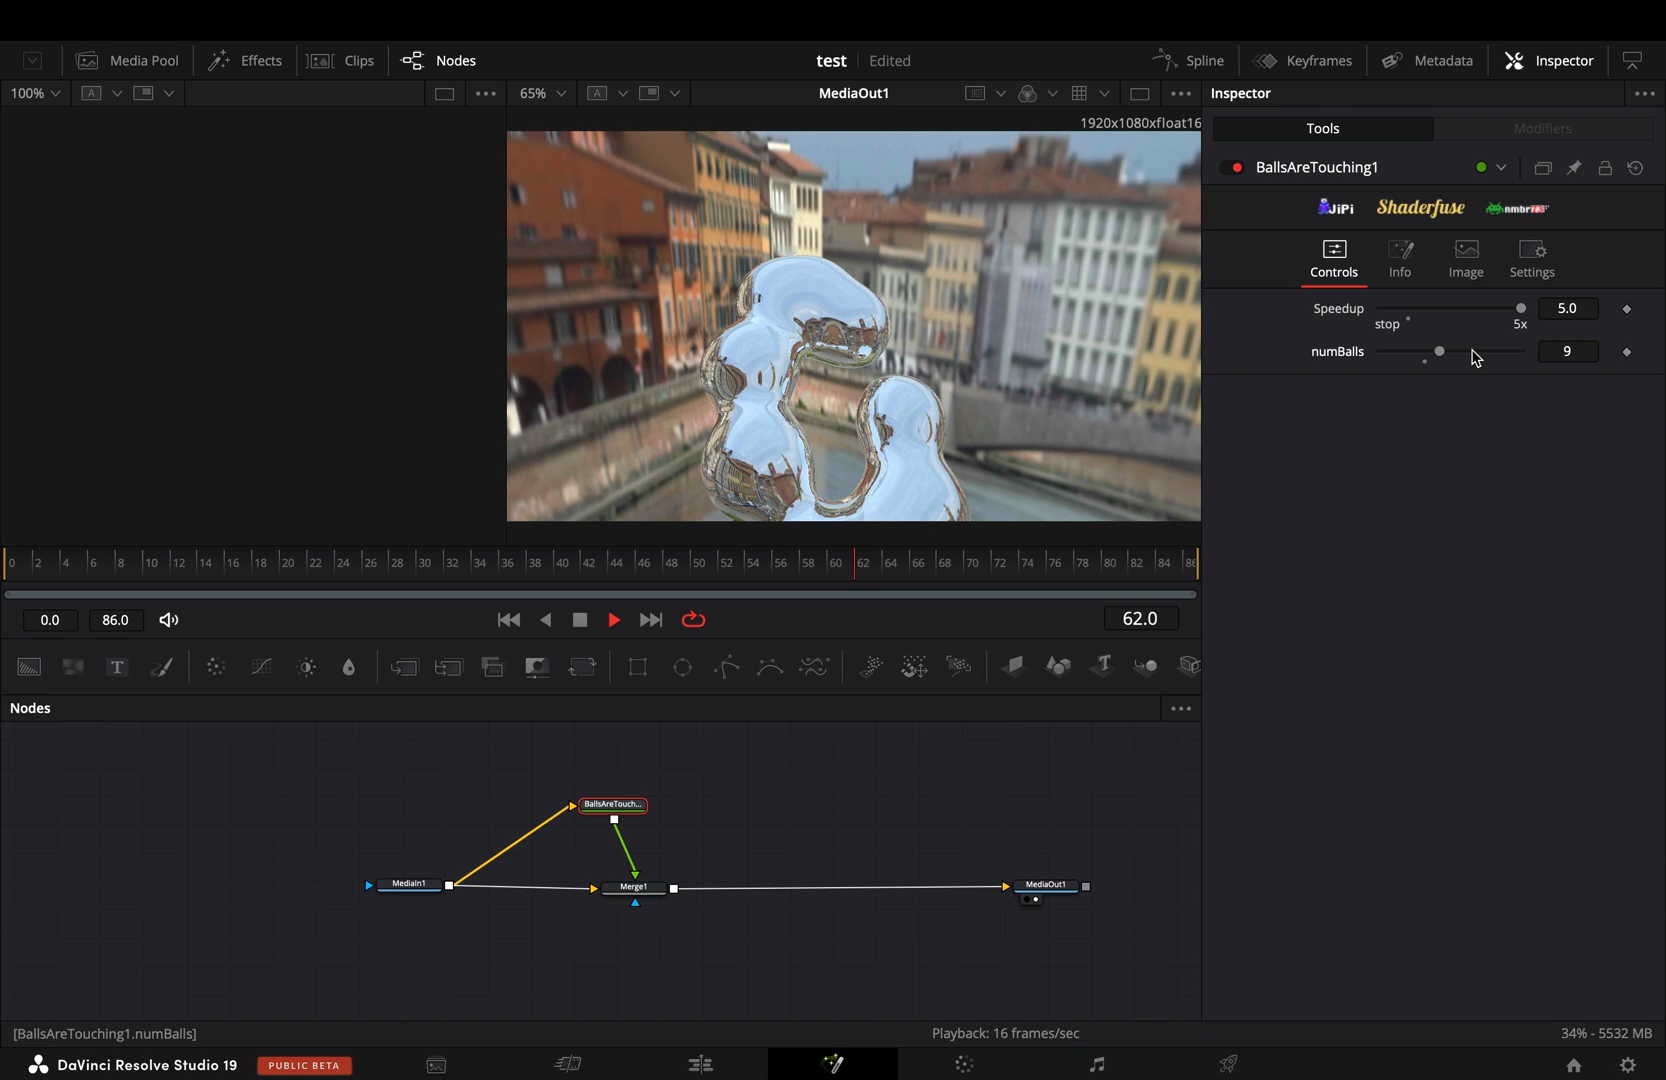 Media Pool
Effects
Clips
Nodes
test
Edited
Spline
Keyframes
Metadata
Inspector
100%
A
65%
A
MediaOut1
Inspector
1920x1080xfloat16
Tools
Modifiers
BallsAreTouching1
JiPi
Shaderfuse
Controls
Info
Image
Settings
Speedup
5.0
stop
5x
numBalls
9
0 2 4 6 8 10 12 14 16 18 20 22 24 26 28 30 32 34 36 38 40 42 44 46 48 50 52 54 56 58 60 62 64 66 68 70 72 74 76 78 80 82 84 86
0.0
86.0
62.0
T
T
Nodes
BallsAreTouch...
MediaIn1
Merge1
MediaOut1
[BallsAreTouching1.numBalls]
Playback: 16 frames/sec
34% - 5532 MB
DaVinci Resolve Studio 19
PUBLIC BETA